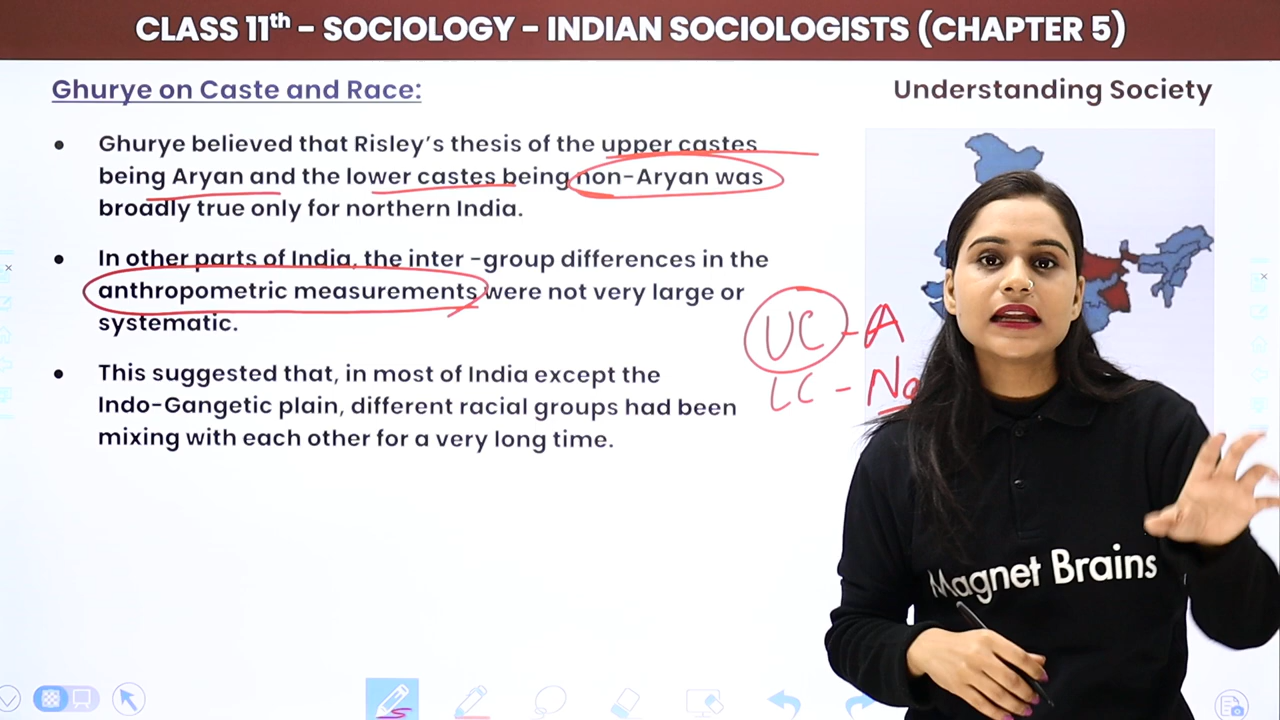 CLASS 11th – SOCIOLOGY – INDIAN SOCIOLOGISTS (CHAPTER 5)
Ghurye on Caste and Race:
Understanding Society
• Ghurye believed that Risley's thesis of the upper castes
being Aryan and the lower castes being non-Aryan was
broadly true only for northern India.
• In other parts of India, the inter -group differences in the
anthropometric measurements were not very large or
systematic.
• This suggested that, in most of India except the
Indo-Gangetic plain, different racial groups had been
mixing with each other for a very long time.
UC - A
LC -
Magnet Brains